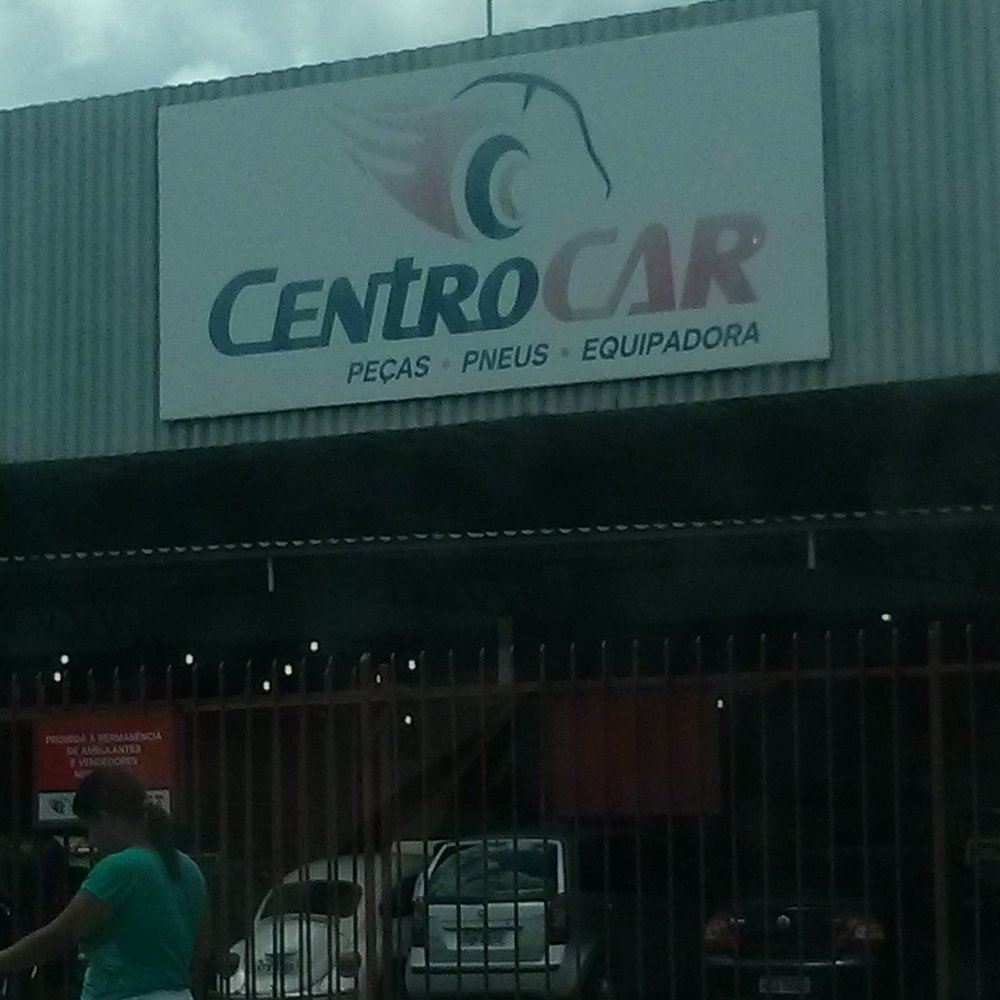 CENTROCAR
PEÇAS • PNEUS • EQUIPADORA
PROIBIDA A PERMANÊNCIA
DE AMBULANTES
E VENDEDORES